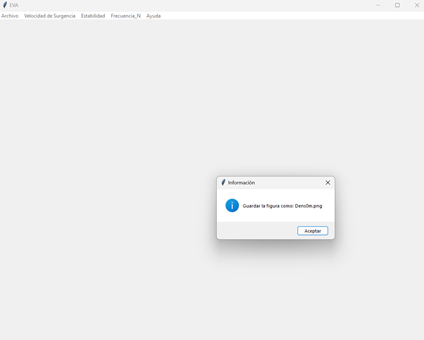 EVA
Archivo Velocidad de Surgencia Estabilidad Frecuencia_N Ayuda
Información
Guardar la figura como: Dens0m.png
Aceptar